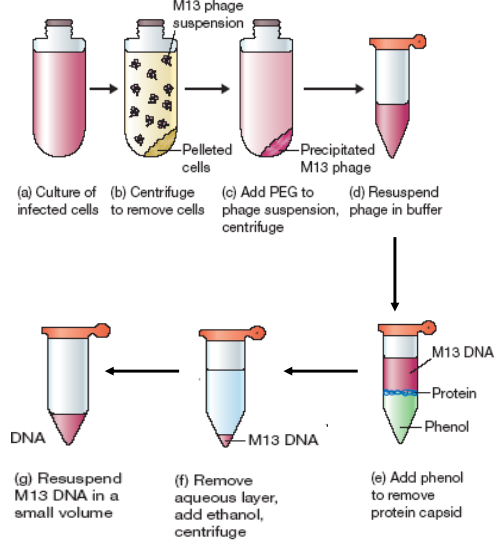 M13 phage
suspension
Pelleted
cells
Precipitated
M13 phage
(a) Culture of
infected cells
(b) Centrifuge
to remove cells
(c) Add PEG to
phage suspension,
centrifuge
(d) Resuspend
phage in buffer
M13 DNA
Protein
Phenol
(e) Add phenol
to remove
protein capsid
M13 DNA
(f) Remove
aqueous layer,
add ethanol,
centrifuge
DNA
(g) Resuspend
M13 DNA in a
small volume